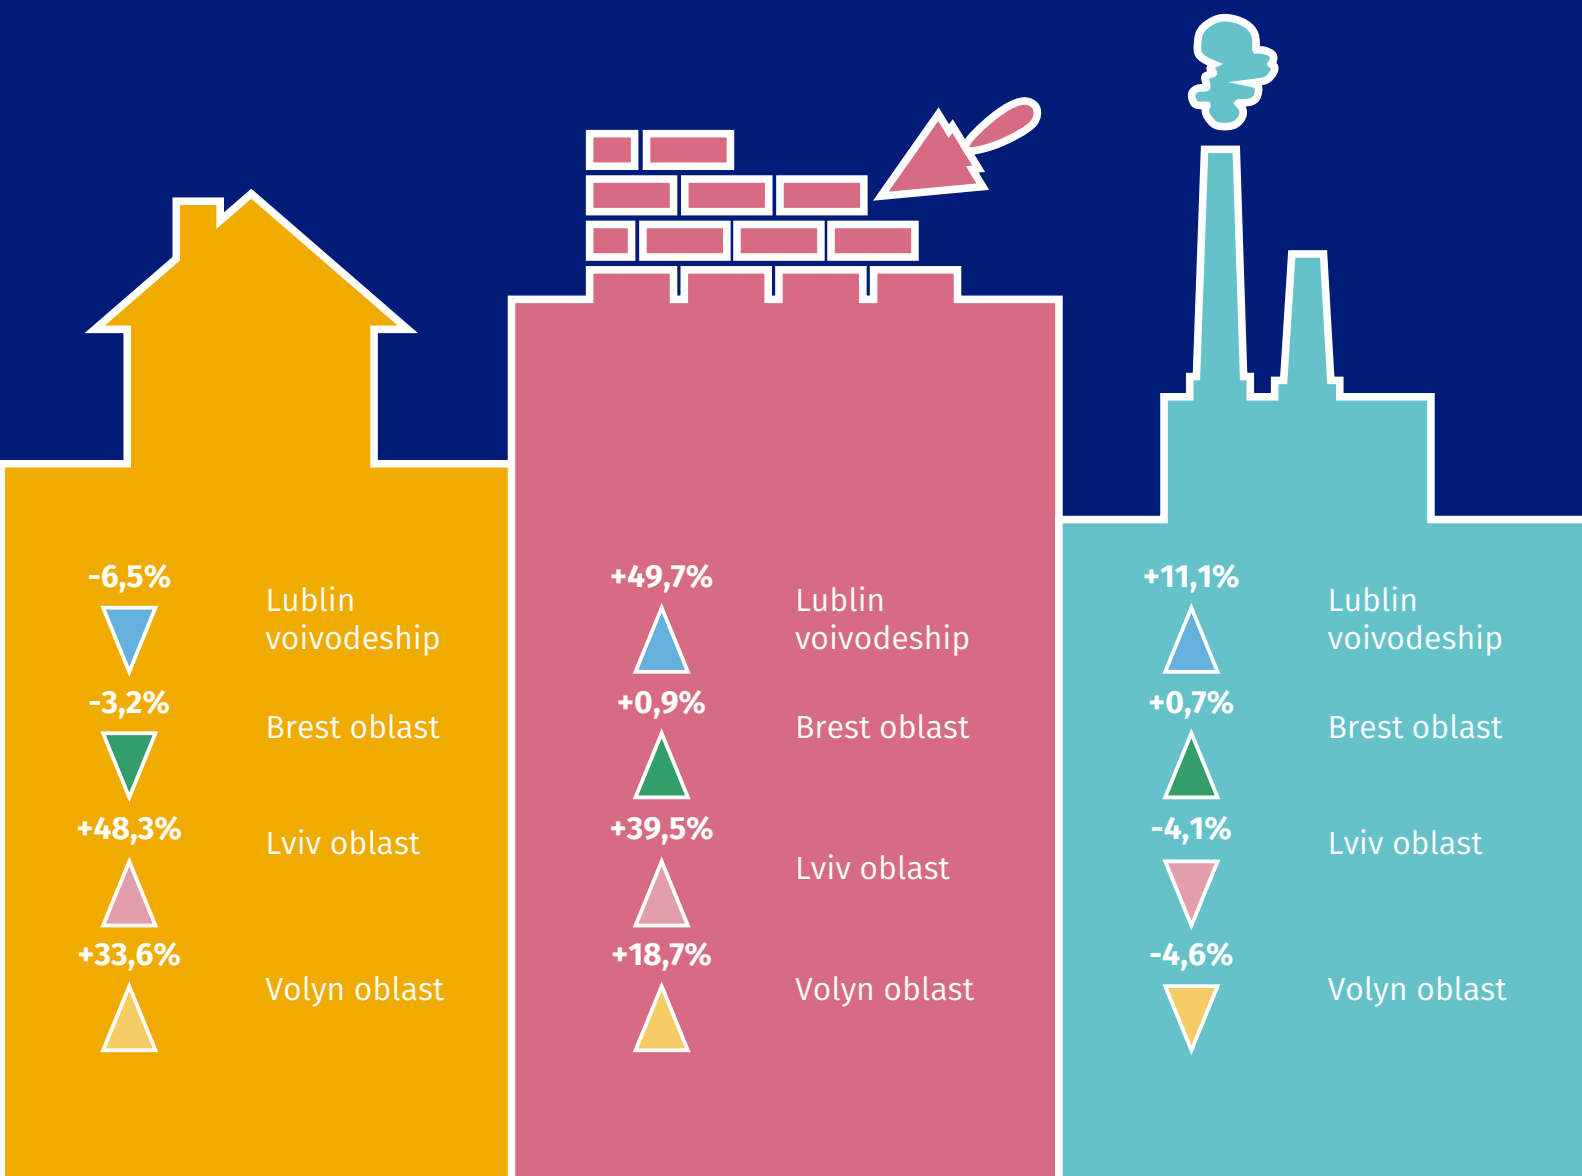 -6,5%
Lublin
voivodeship
-3,2%
Brest oblast
+48,3%
Lviv oblast
+33,6%
Volyn oblast
+49,7%
Lublin
voivodeship
+0,9%
Brest oblast
+39,5%
Lviv oblast
+18,7%
Volyn oblast
+11,1%
Lublin
voivodeship
+0,7%
Brest oblast
-4,1%
Lviv oblast
-4,6%
Volyn oblast